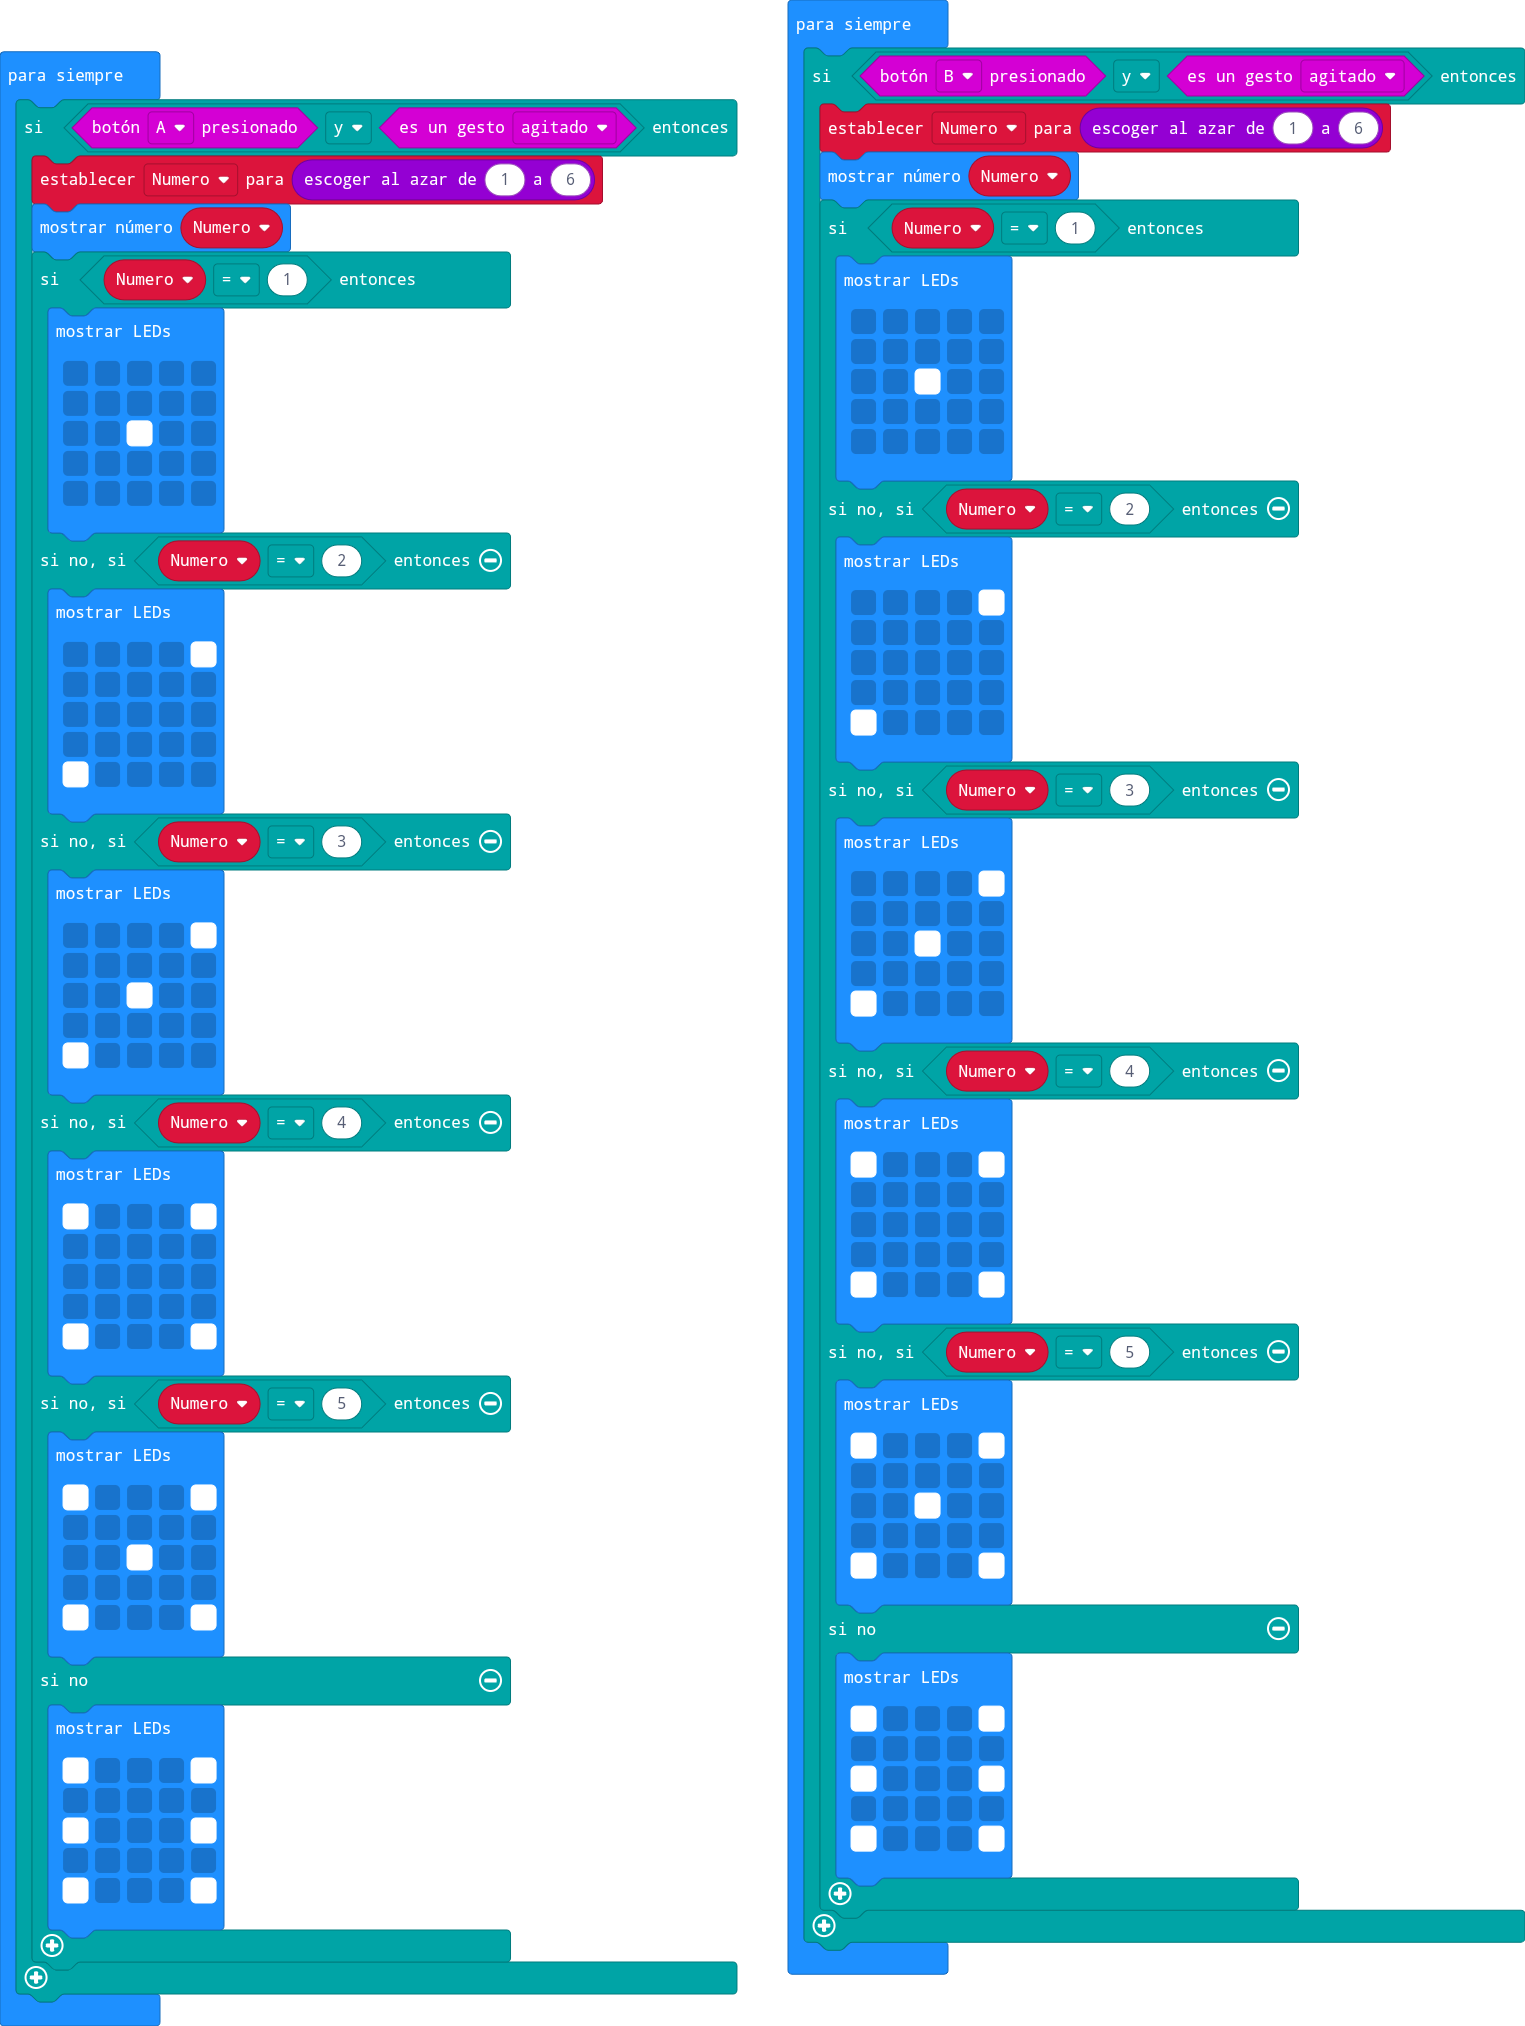 para siempre
si botón A presionado y es un gesto agitado entonces
establecer Numero para escoger al azar de 1 a 6
mostrar número Numero
si Numero = 1 entonces
mostrar LEDs
si no, si Numero = 2 entonces
mostrar LEDs
si no, si Numero = 3 entonces
mostrar LEDs
si no, si Numero = 4 entonces
mostrar LEDs
si no, si Numero = 5 entonces
mostrar LEDs
si no
mostrar LEDs
para siempre
si botón B presionado y es un gesto agitado entonces
establecer Numero para escoger al azar de 1 a 6
mostrar número Numero
si Numero = 1 entonces
mostrar LEDs
si no, si Numero = 2 entonces
mostrar LEDs
si no, si Numero = 3 entonces
mostrar LEDs
si no, si Numero = 4 entonces
mostrar LEDs
si no, si Numero = 5 entonces
mostrar LEDs
si no
mostrar LEDs